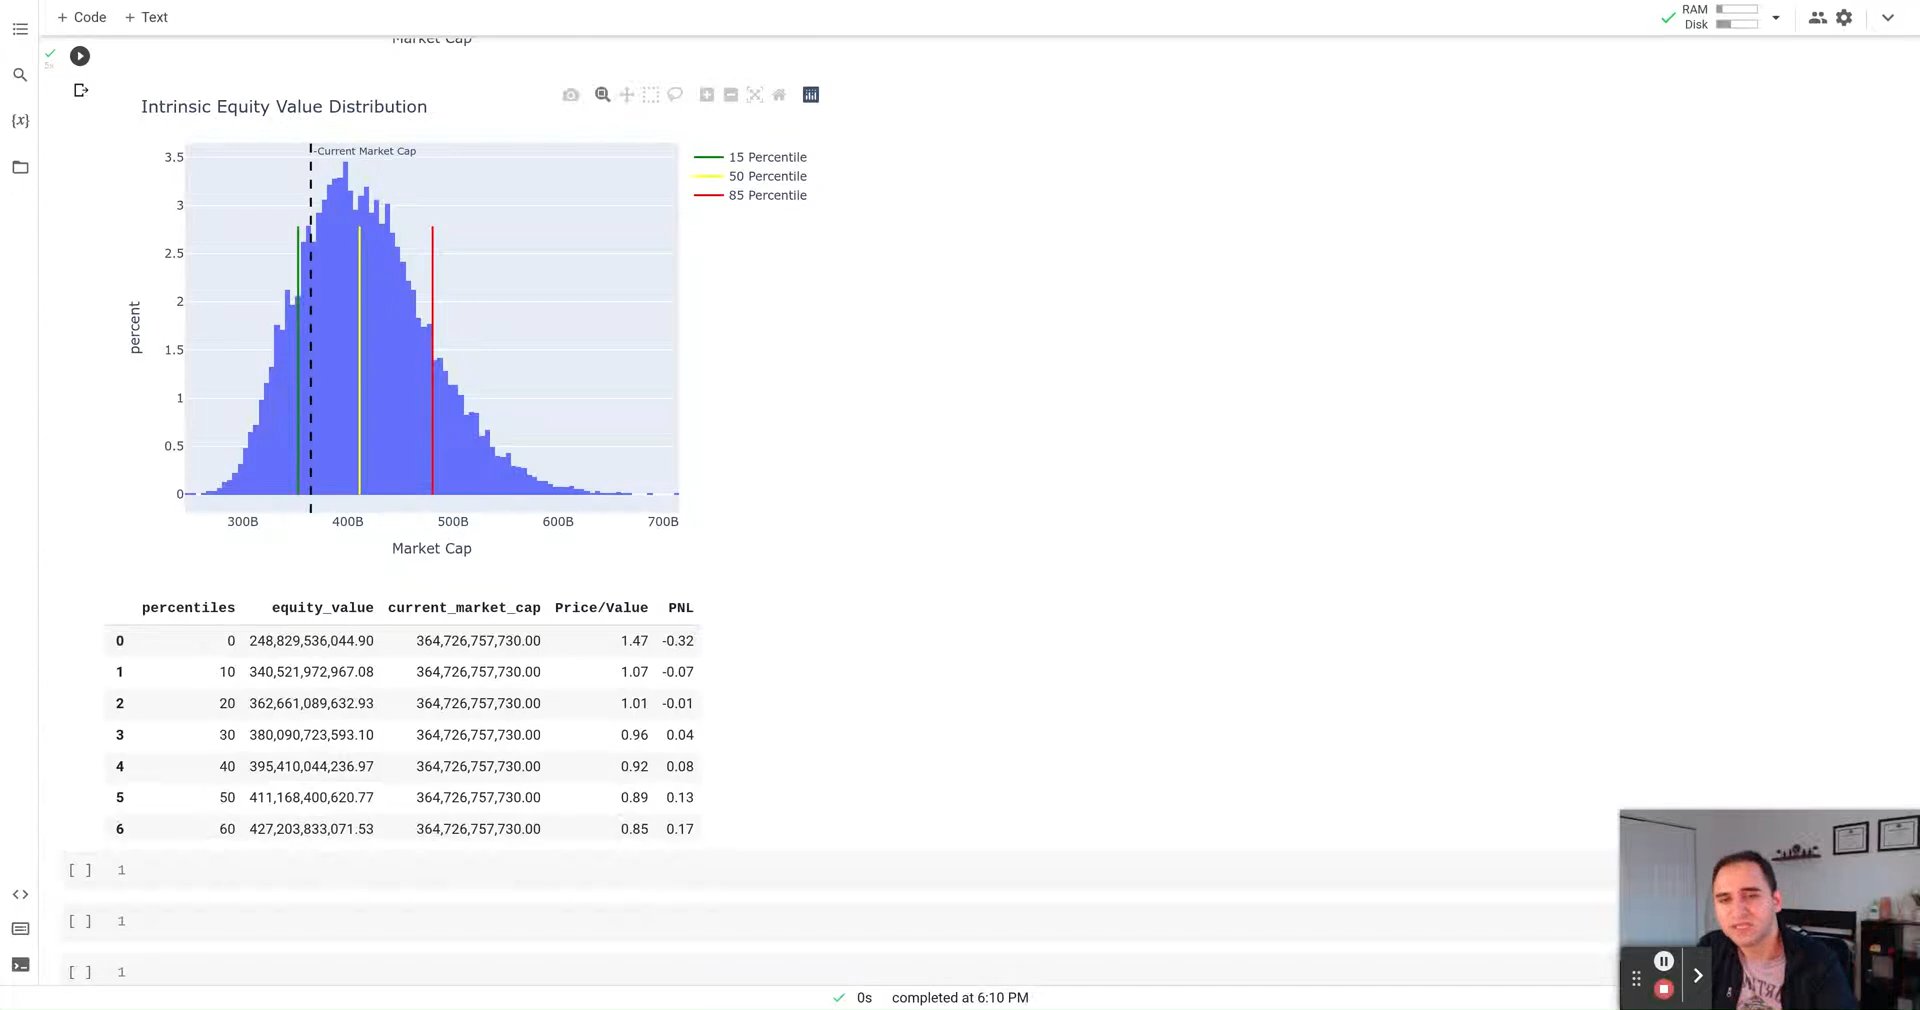 + Code + Text
RAM
Disk
Market Cap
5s
{x}
Intrinsic Equity Value Distribution
Current Market Cap
3.5
3
2.5
2
1.5
1
0.5
0
percent
15 Percentile
50 Percentile
85 Percentile
300B 400B 500B 600B 700B
Market Cap
percentiles equity_value current_market_cap Price/Value PNL
0 0 248,829,536,044.90 364,726,757,730.00 1.47 -0.32
1 10 340,521,972,967.08 364,726,757,730.00 1.07 -0.07
2 20 362,661,089,632.93 364,726,757,730.00 1.01 -0.01
3 30 380,090,723,593.10 364,726,757,730.00 0.96 0.04
4 40 395,410,044,236.97 364,726,757,730.00 0.92 0.08
5 50 411,168,400,620.77 364,726,757,730.00 0.89 0.13
6 60 427,203,833,071.53 364,726,757,730.00 0.85 0.17
[ ] 1
[ ] 1
[ ] 1
0s completed at 6:10 PM